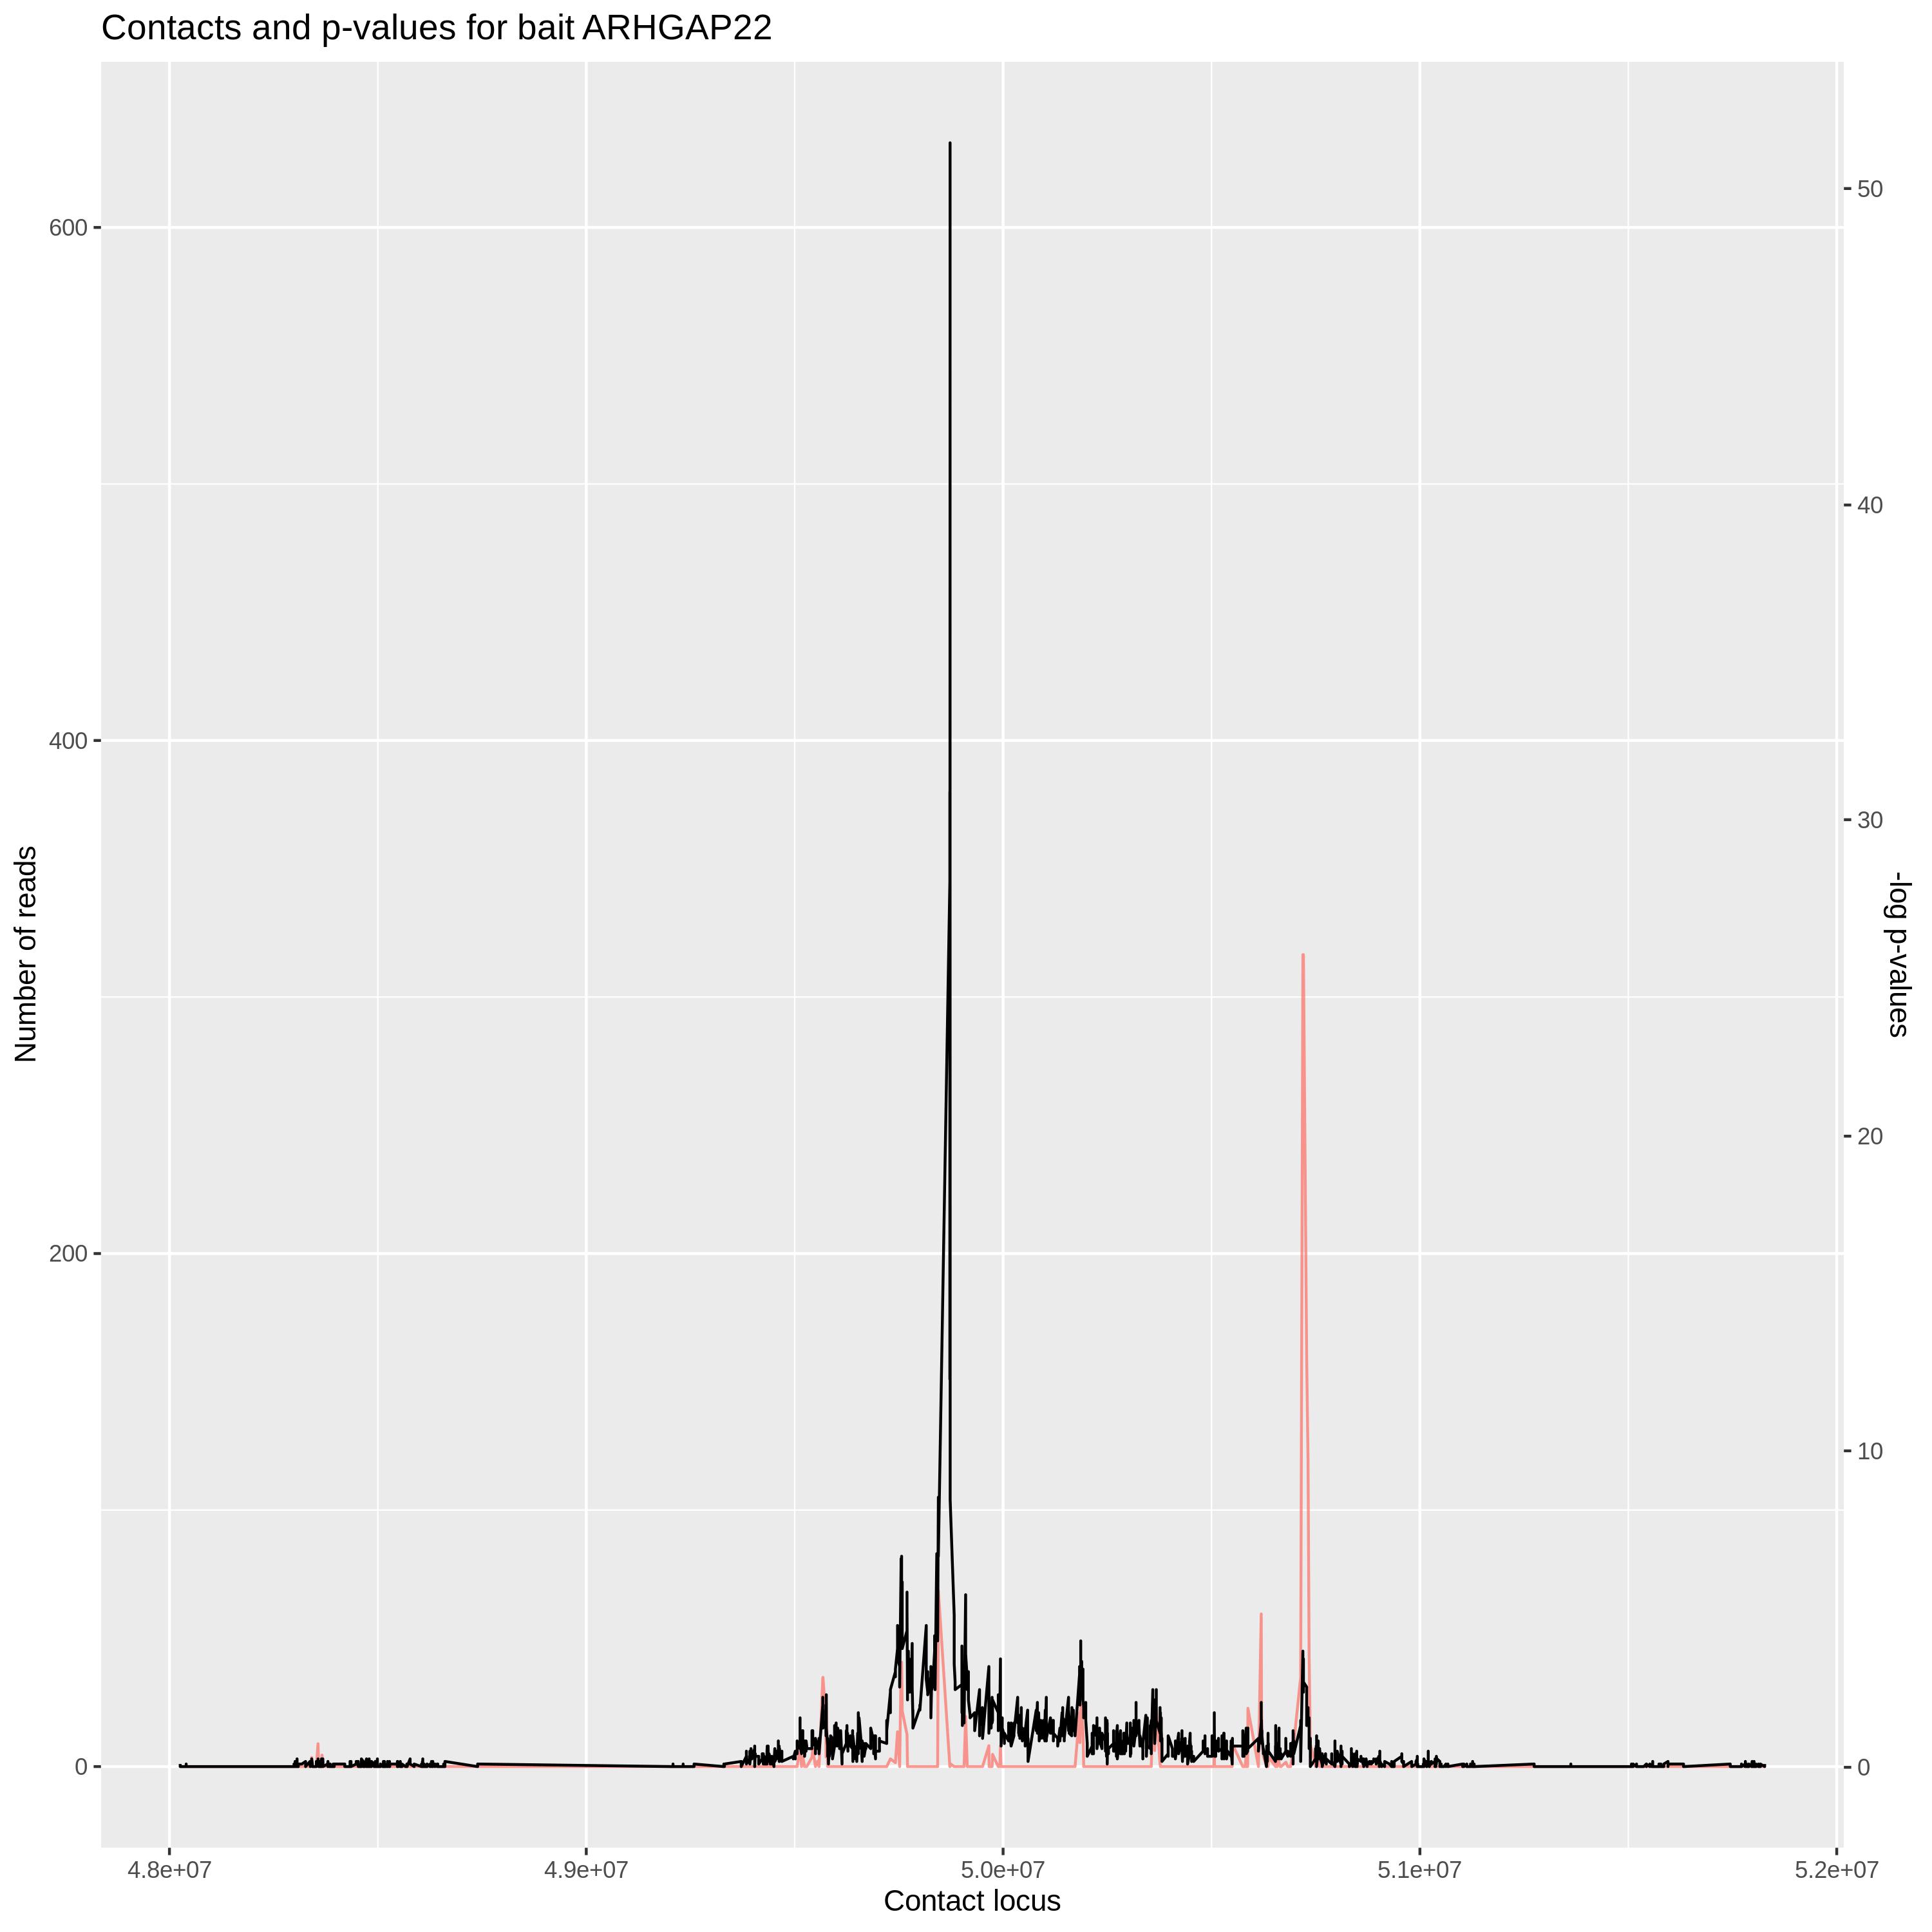 Contacts and p-values for bait ARHGAP22
600
400
200
0
Number of reads
50
40
30
20
10
0
-log p-values
4.8e+07
4.9e+07
5.0e+07
5.1e+07
5.2e+07
Contact locus